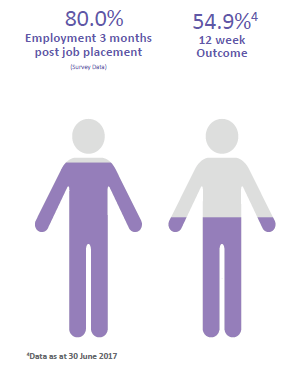 80.0%
Employment 3 months
post job placement
(Survey Data)
54.9%⁴
12 week
Outcome
⁴Data as at 30 June 2017